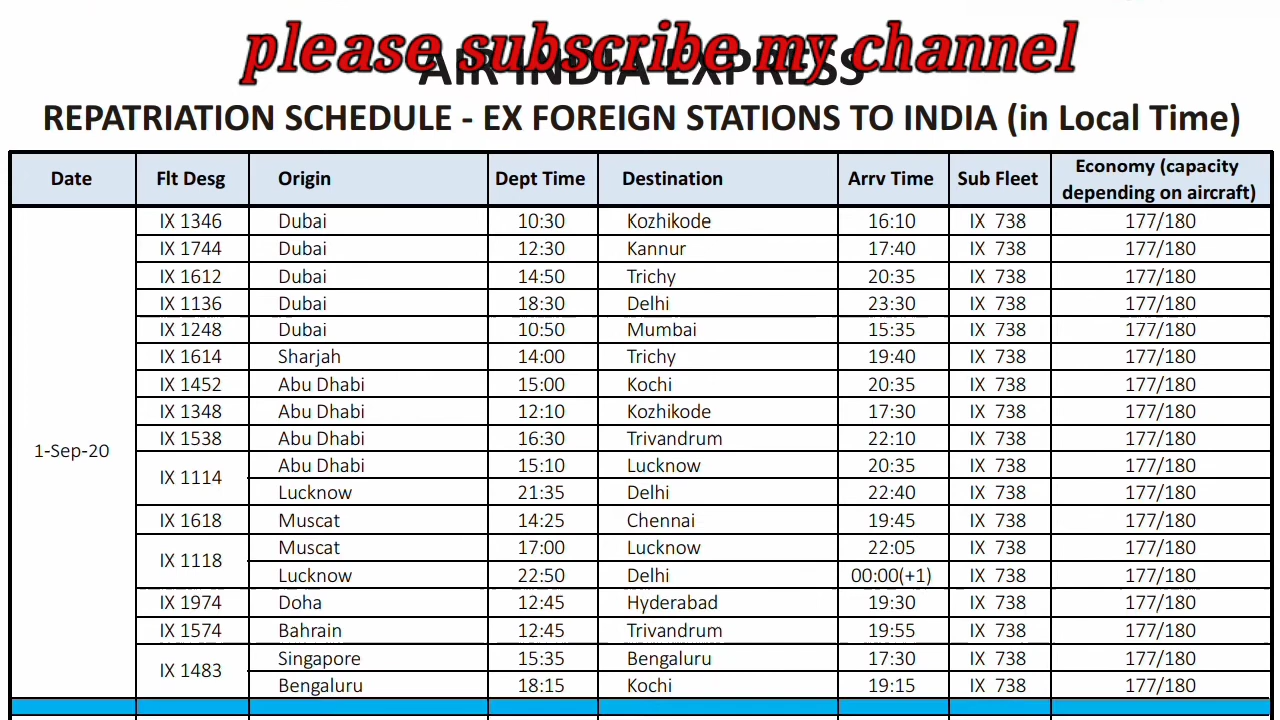 please subscribe my channel
AIR INDIA EXPRESS
REPATRIATION SCHEDULE - EX FOREIGN STATIONS TO INDIA (in Local Time)
Date Flt Desg Origin Dept Time Destination Arrv Time Sub Fleet Economy (capacity depending on aircraft)
IX 1346 Dubai 10:30 Kozhikode 16:10 IX 738 177/180
IX 1744 Dubai 12:30 Kannur 17:40 IX 738 177/180
IX 1612 Dubai 14:50 Trichy 20:35 IX 738 177/180
IX 1136 Dubai 18:30 Delhi 23:30 IX 738 177/180
IX 1248 Dubai 10:50 Mumbai 15:35 IX 738 177/180
IX 1614 Sharjah 14:00 Trichy 19:40 IX 738 177/180
IX 1452 Abu Dhabi 15:00 Kochi 20:35 IX 738 177/180
IX 1348 Abu Dhabi 12:10 Kozhikode 17:30 IX 738 177/180
IX 1538 Abu Dhabi 16:30 Trivandrum 22:10 IX 738 177/180
1-Sep-20
IX 1114 Abu Dhabi 15:10 Lucknow 20:35 IX 738 177/180
Lucknow 21:35 Delhi 22:40 IX 738 177/180
IX 1618 Muscat 14:25 Chennai 19:45 IX 738 177/180
IX 1118 Muscat 17:00 Lucknow 22:05 IX 738 177/180
Lucknow 22:50 Delhi 00:00(+1) IX 738 177/180
IX 1974 Doha 12:45 Hyderabad 19:30 IX 738 177/180
IX 1574 Bahrain 12:45 Trivandrum 19:55 IX 738 177/180
IX 1483 Singapore 15:35 Bengaluru 17:30 IX 738 177/180
Bengaluru 18:15 Kochi 19:15 IX 738 177/180